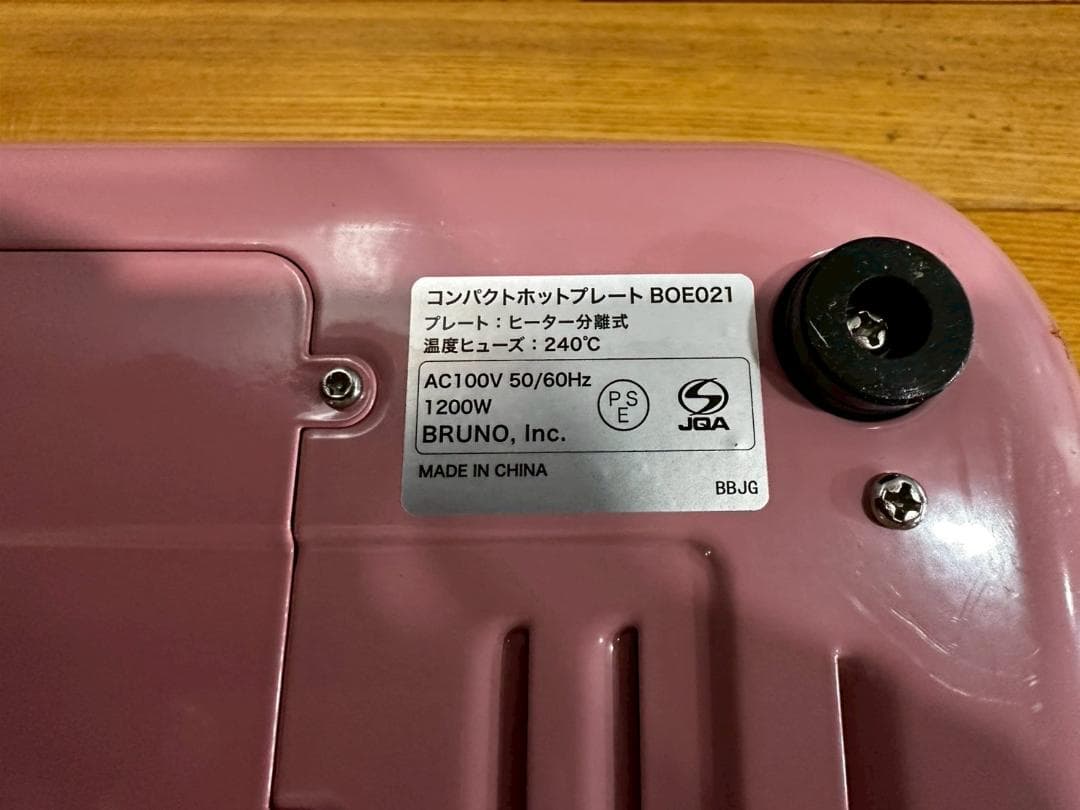 コンパクトホットプレート BOE021
プレート：ヒーター分離式
温度ヒューズ：240℃
AC100V 50/60Hz
1200W
PSE
JQA
BRUNO, Inc.
MADE IN CHINA
BBJG